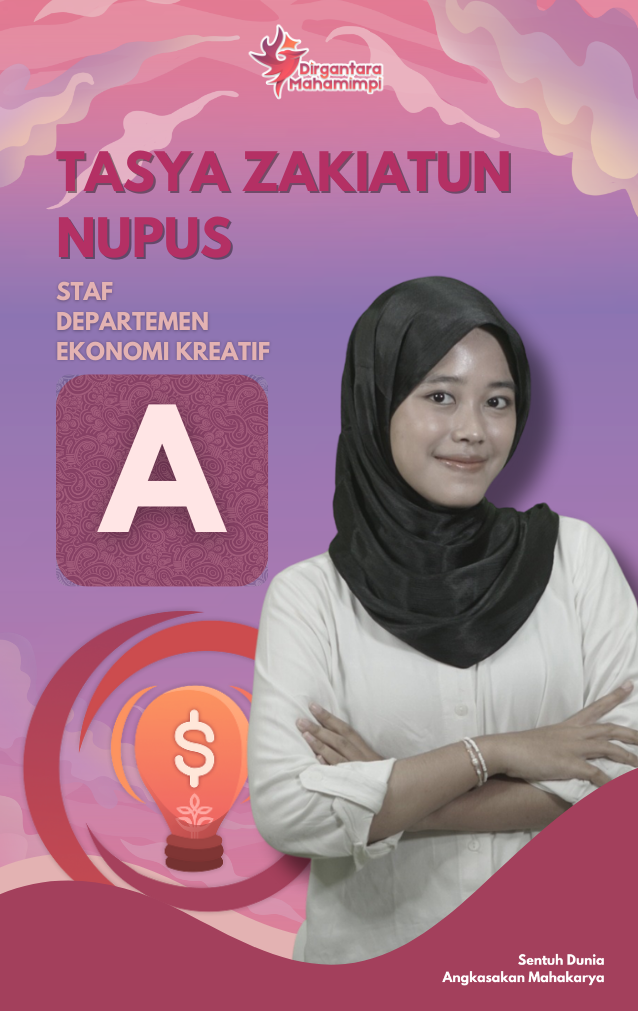 Dirgantara
Mahamimpi
TASYA ZAKIATUN
NUPUS
STAF
DEPARTEMEN
EKONOMI KREATIF
A
$
Sentuh Dunia
Angkasakan Mahakarya